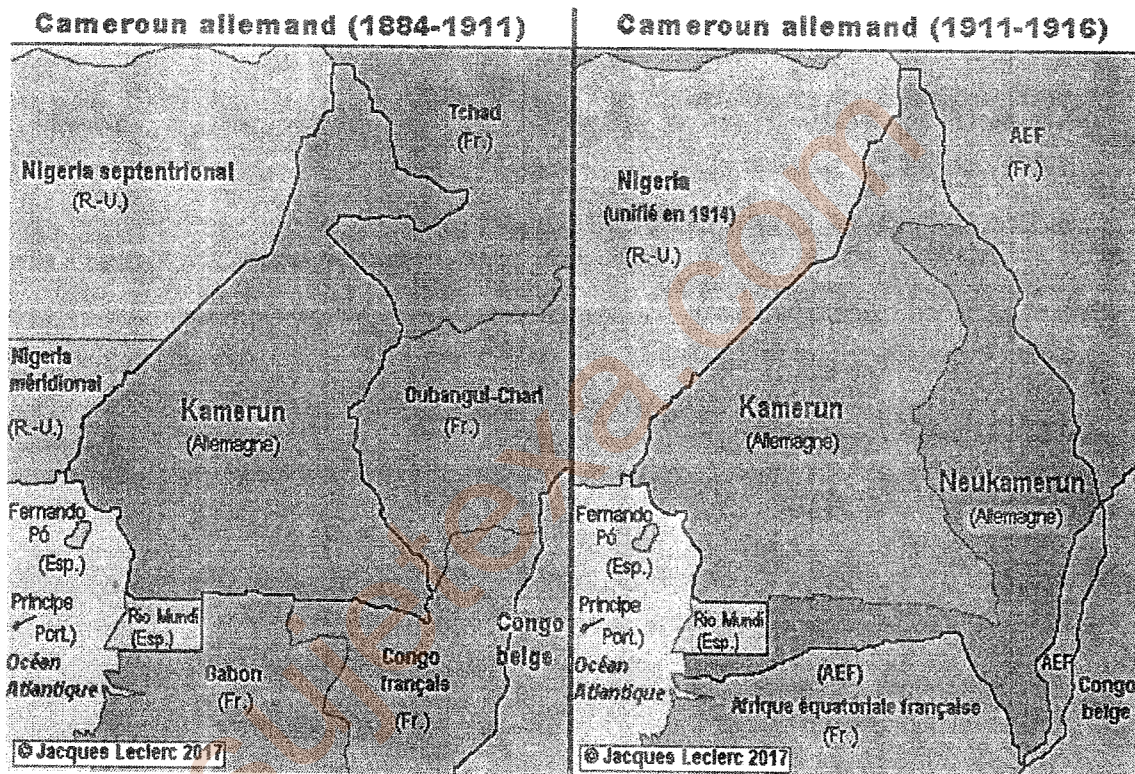 Cameroun allemand (1884-1911)
Tchad
(Fr.)
Nigeria septentrional
(R.-U.)
Nigeria
méridional
(R.-U.)
Kamerun
(Allemagne)
Oubangui-Chari
(Fr.)
Fernando
Pó
(Esp.)
Principe
Port.)
Rio Mundi
(Esp.)
Océan
Atlantique
Gabon
(Fr.)
Congo
français
(Fr.)
Congo
belge
© Jacques Leclerc 2017
Cameroun allemand (1911-1916)
AEF
(Fr.)
Nigeria
(unifié en 1914)
(R.-U.)
Kamerun
(Allemagne)
Neukamerun
(Allemagne)
Fernando
Pó
(Esp.)
Principe
Port.)
Rio Mundi
(Esp.)
Océan
Atlantique
(AEF)
Afrique équatoriale française
(Fr.)
AEF
Congo
belge
© Jacques Leclerc 2017
sujetexa.com